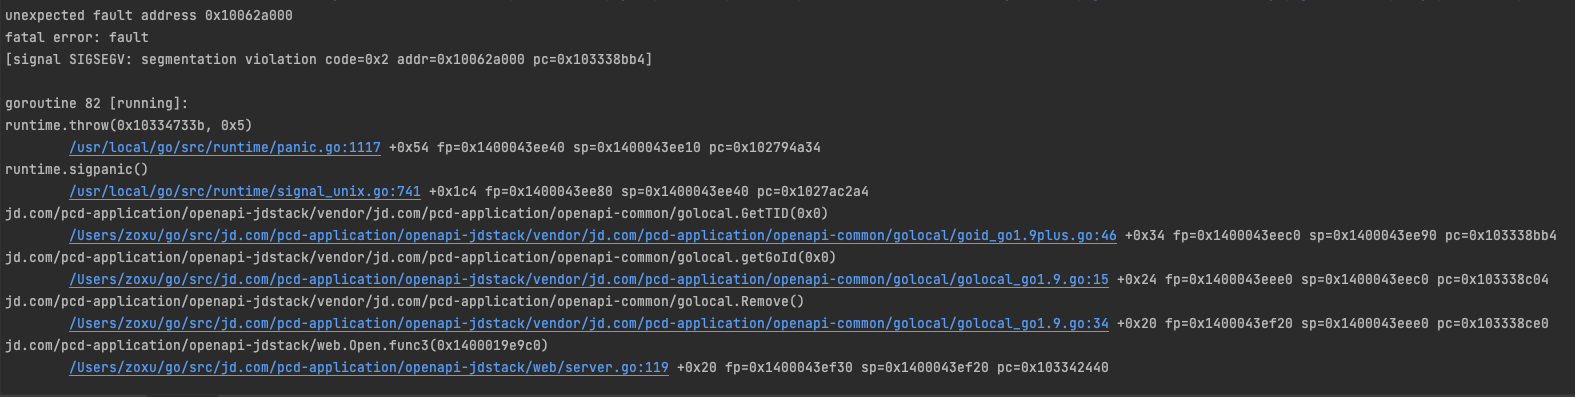 unexpected fault address 0x10062a000
fatal error: fault
[signal SIGSEGV: segmentation violation code=0x2 addr=0x10062a000 pc=0x103338bb4]
goroutine 82 [running]:
runtime.throw(0x10334733b, 0x5)
/usr/local/go/src/runtime/panic.go:1117 +0x54 fp=0x1400043ee40 sp=0x1400043ee10 pc=0x102794a34
runtime.sigpanic()
/usr/local/go/src/runtime/signal_unix.go:741 +0x1c4 fp=0x1400043ee80 sp=0x1400043ee40 pc=0x1027ac2a4
jd.com/pcd-application/openapi-jdstack/vendor/jd.com/pcd-application/openapi-common/golocal.GetTID(0x0)
/Users/zoxu/go/src/jd.com/pcd-application/openapi-jdstack/vendor/jd.com/pcd-application/openapi-common/golocal/goid_go1.9plus.go:46 +0x34 fp=0x1400043eec0 sp=0x1400043ee90 pc=0x103338bb4
jd.com/pcd-application/openapi-jdstack/vendor/jd.com/pcd-application/openapi-common/golocal.getGoId(0x0)
/Users/zoxu/go/src/jd.com/pcd-application/openapi-jdstack/vendor/jd.com/pcd-application/openapi-common/golocal/golocal_go1.9.go:15 +0x24 fp=0x1400043eee0 sp=0x1400043eec0 pc=0x103338c04
jd.com/pcd-application/openapi-jdstack/vendor/jd.com/pcd-application/openapi-common/golocal.Remove()
/Users/zoxu/go/src/jd.com/pcd-application/openapi-jdstack/vendor/jd.com/pcd-application/openapi-common/golocal/golocal_go1.9.go:34 +0x20 fp=0x1400043ef20 sp=0x1400043eee0 pc=0x103338ce0
jd.com/pcd-application/openapi-jdstack/web.Open.func3(0x1400019e9c0)
/Users/zoxu/go/src/jd.com/pcd-application/openapi-jdstack/web/server.go:119 +0x20 fp=0x1400043ef30 sp=0x1400043ef20 pc=0x103342440